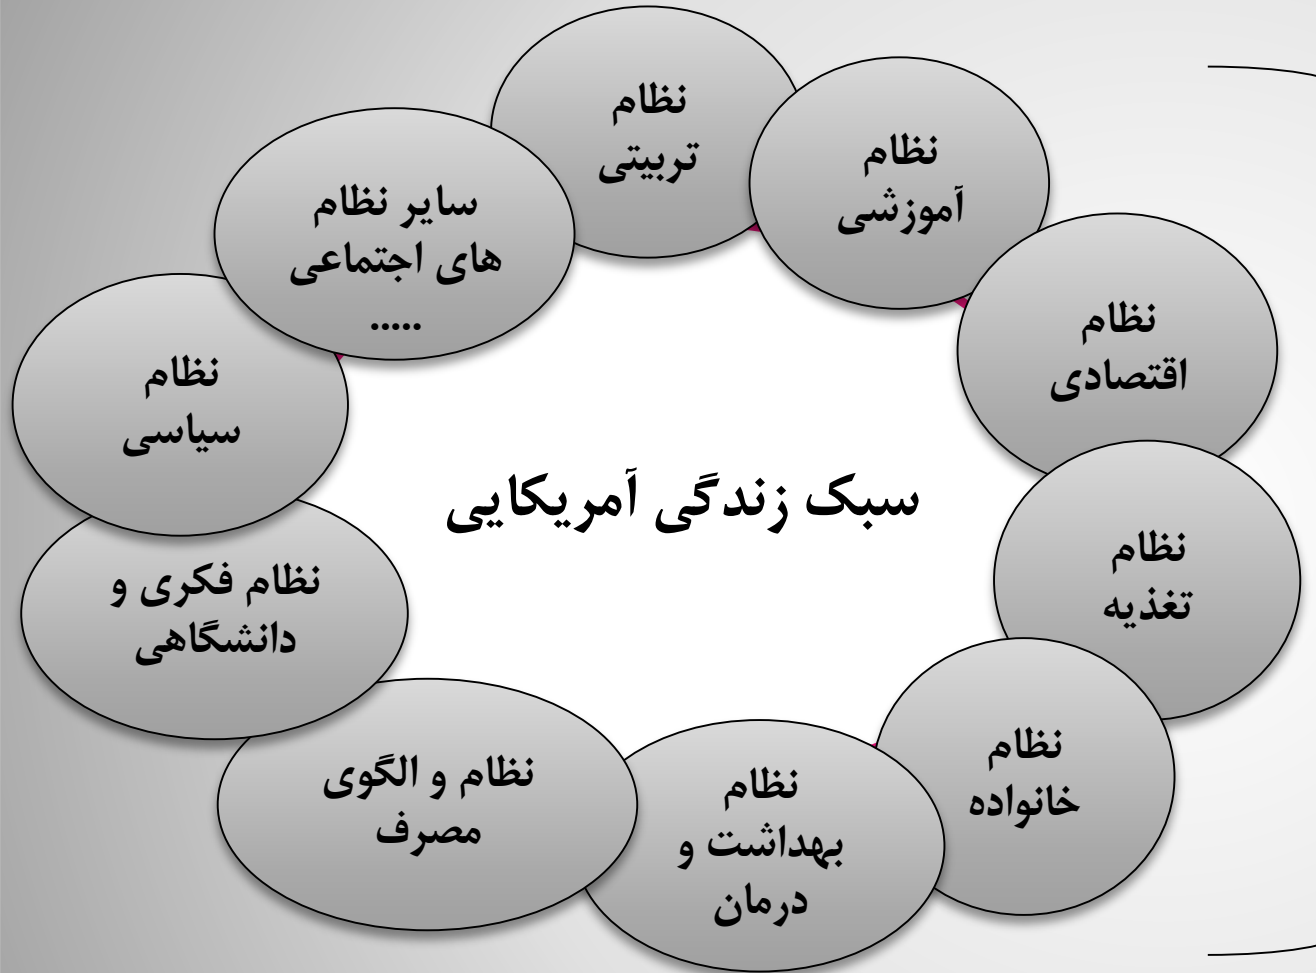 نظام
تربیتی
نظام
آموزشی
نظام
اقتصادی
نظام
تغذیه
نظام
خانواده
نظام
بهداشت و
درمان
نظام و الگوی
مصرف
نظام فکری و
دانشگاهی
نظام
سیاسی
سایر نظام
های اجتماعی
.....
سبک زندگی آمریکایی